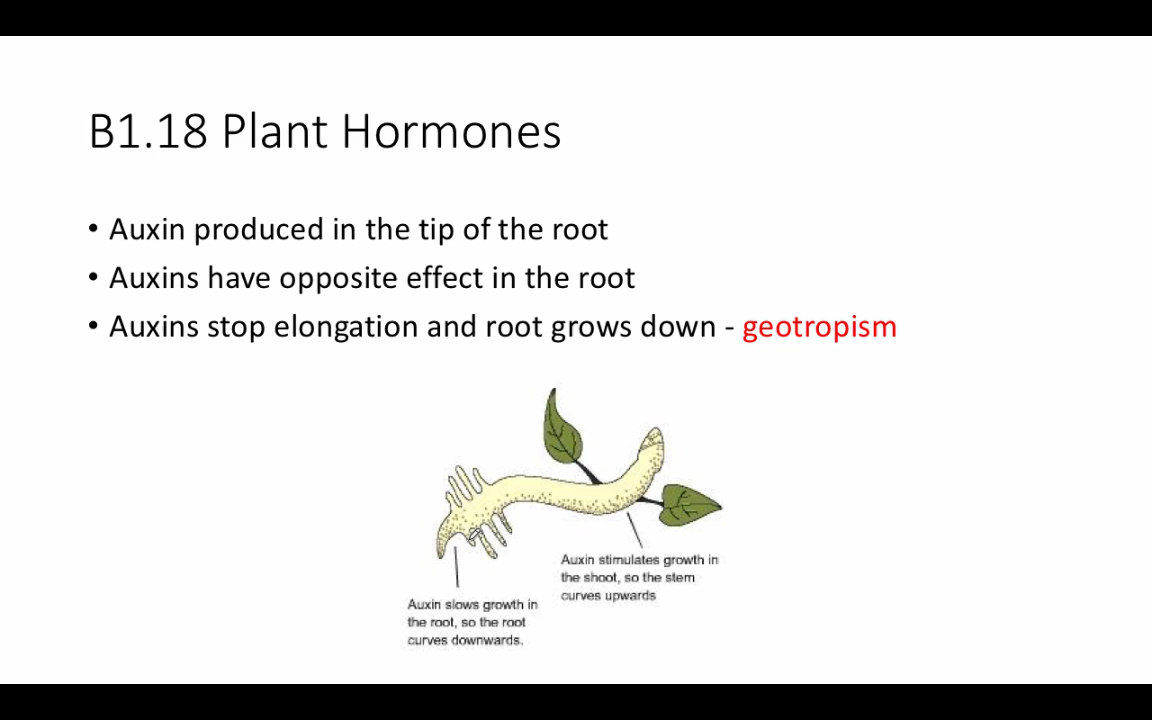 B1.18 Plant Hormones
• Auxin produced in the tip of the root
• Auxins have opposite effect in the root
• Auxins stop elongation and root grows down - geotropism
Auxin stimulates growth in
the shoot, so the stem
curves upwards
Auxin slows growth in
the root, so the root
curves downwards.